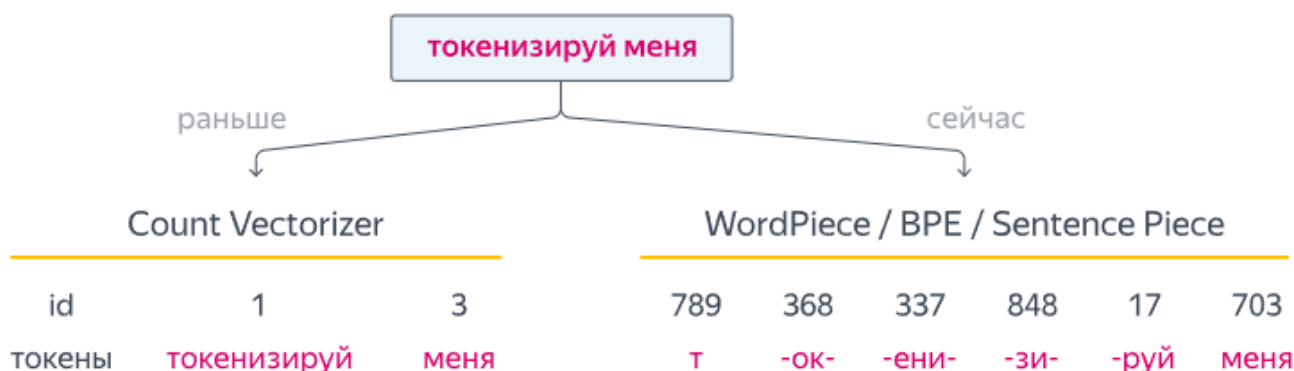 токенизируй меня
раньше сейчас
Count Vectorizer WordPiece / BPE / Sentence Piece
id 1 3 789 368 337 848 17 703
токены токенизируй меня т -ок- -ени- -зи- -руй меня